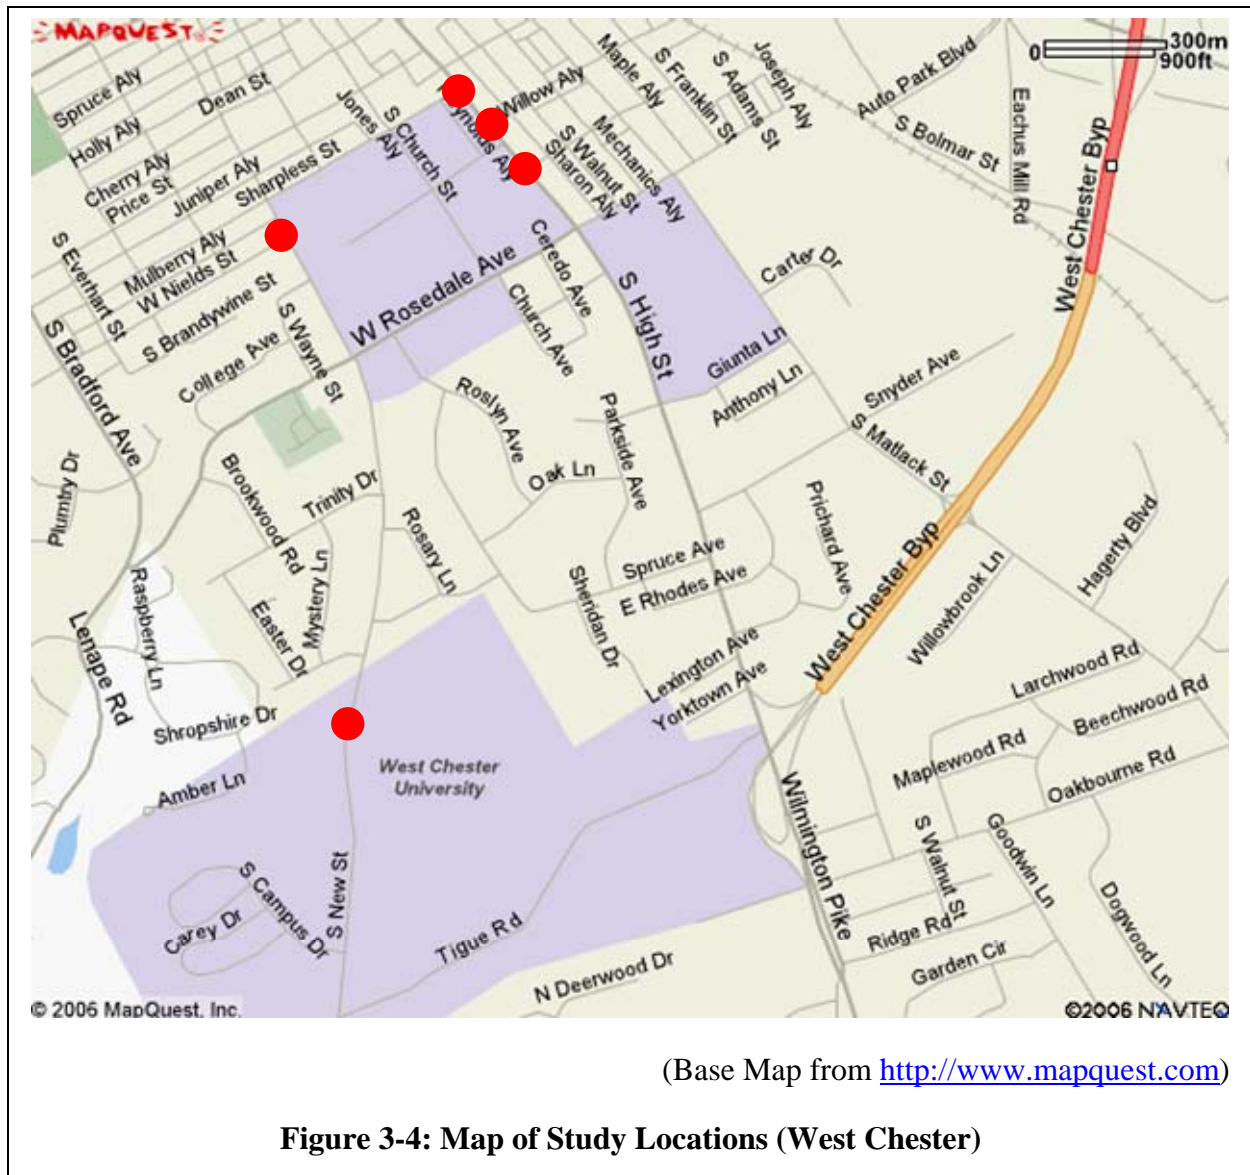 MAPQUEST
300m
0
900ft
Spruce Aly
Dean St
Holly Aly
Cherry Aly
Price St
Juniper Aly
Sharpless St
Jones Aly
S Church St
Willow Aly
Maple Aly
S Franklin St
S Adams St
Joseph Aly
Auto Park Blvd
S Bolmar St
Eachus Mill Rd
West Chester Byp
ynolds Aly
S Walnut St
Sharon Aly
Mechanics Aly
S Everhart St
Mulberry Aly
W Nields St
S Brandywine St
W Rosedale Ave
Ceredo Ave
Church Ave
S High St
Carter Dr
Giunta Ln
Anthony Ln
Snyder Ave
S Bradford Ave
College Ave
S Wayne St
Roslyn Ave
Parkside Ave
Oak Ln
S Matlack St
Plumtry Dr
Brookwood Rd
Trinity Dr
Rosary Ln
Prichard Ave
West Chester Byp
Hagerty Blvd
Raspberry Ln
Easter Dr
Mystery Ln
Sheridan Dr
Spruce Ave
E Rhodes Ave
Willowbrook Ln
Lenape Rd
Lexington Ave
Yorktown Ave
Larchwood Rd
Beechwood Rd
Shropshire Dr
Amber Ln
West Chester
University
Maplewood Rd
Oakbourne Rd
Wilmington Pike
S Walnut St
Goodwin Ln
Dogwood Ln
S Campus Dr
Carey Dr
S New St
Tigue Rd
N Deerwood Dr
Ridge Rd
Garden Cir
© 2006 MapQuest, Inc.
©2006 NAVTEQ
(Base Map from http://www.mapquest.com)
Figure 3-4: Map of Study Locations (West Chester)